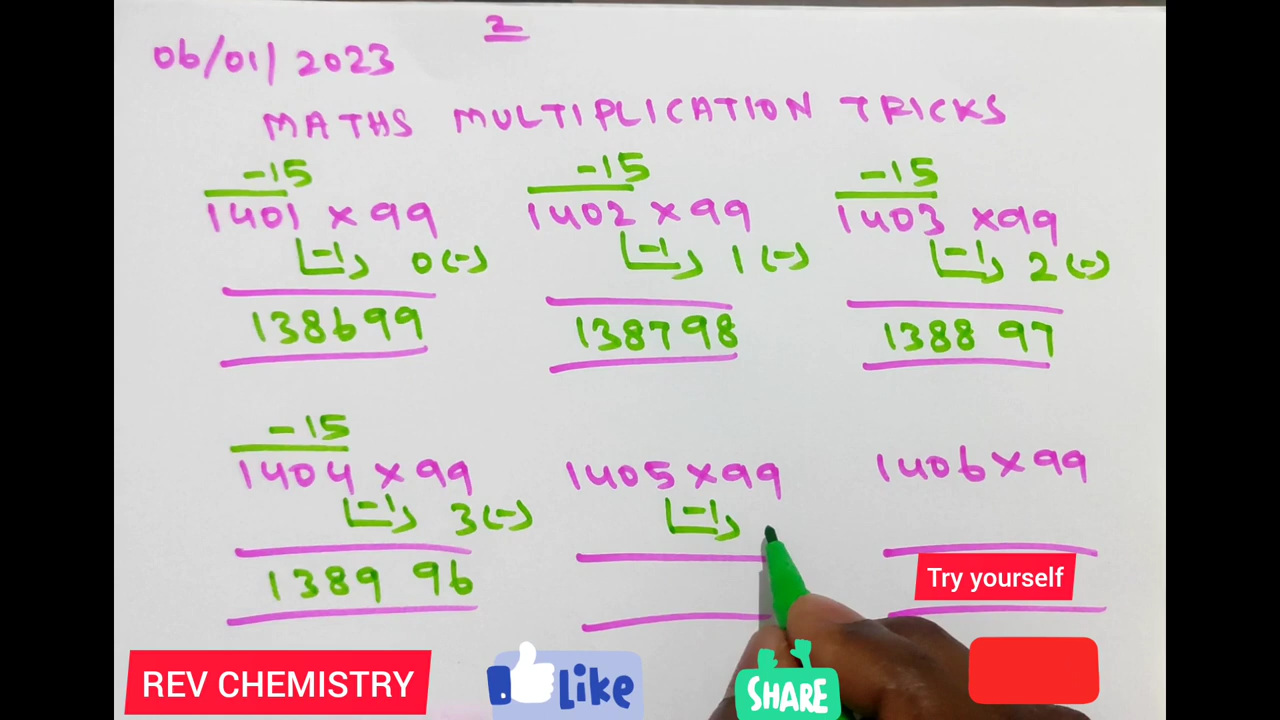 2
06/01/2023
MATHS MULTIPLICATION TRICKS
-15 -15 -15
1401 × 99 1402 × 99 1403 ×99
-1 0(-) -1 1(-) -1 2(-)
138699 138798 1388 97
-15
1404 × 99 1405 × 99 1406 × 99
-1 3(-) -1
1389 96 Try yourself
REV CHEMISTRY Like SHARE